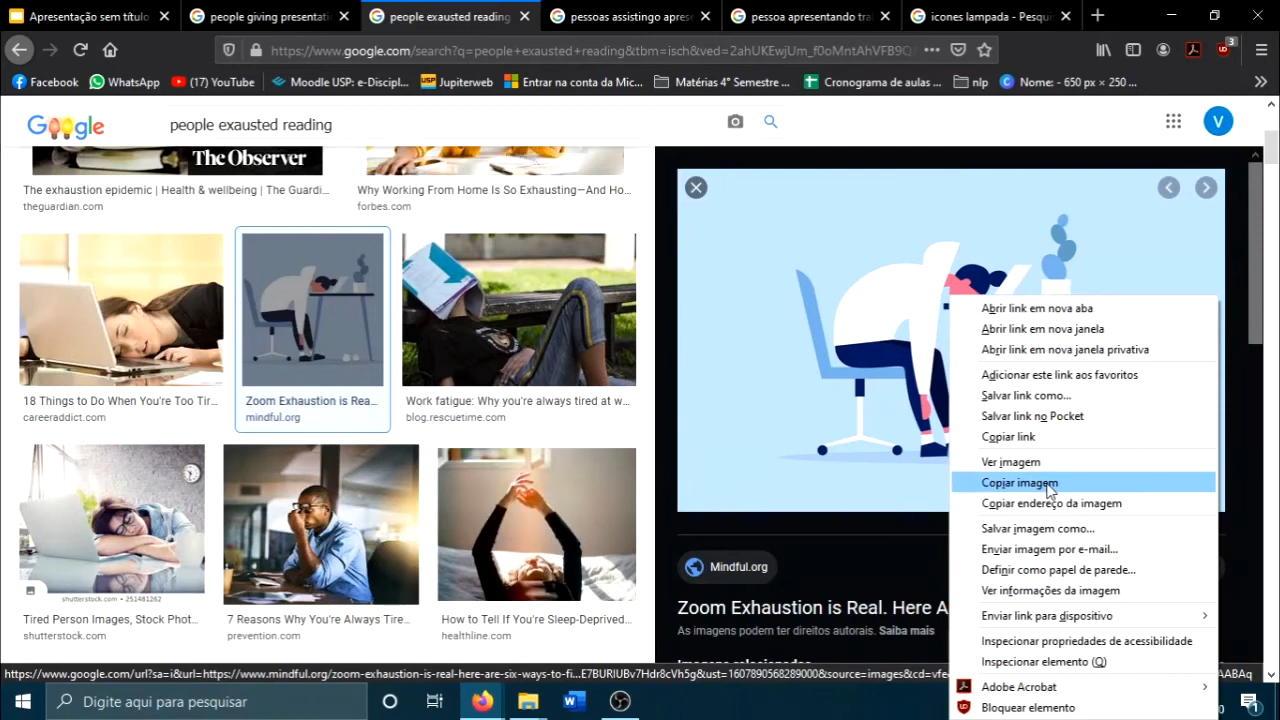 Apresentação sem título
people giving presentatio
people exausted reading
pessoas assistingo apres
pessoa apresentando tra
icones lampada - Pesqui
https://www.google.com/search?q=people+exausted+reading&tbm=isch&ved=2ahUKEwjUm_f0oMntAhVFB9Q
3
Facebook
WhatsApp
(17) YouTube
Moodle USP: e-Discipl...
USP
Jupiterweb
Entrar na conta da Mic...
Matérias 4° Semestre ...
Cronograma de aulas ...
nlp
Nome: - 650 px × 250 ...
Google
people exausted reading
V
The Observer
The exhaustion epidemic | Health & wellbeing | The Guardi...
theguardian.com
Why Working From Home Is So Exhausting—And Ho...
forbes.com
18 Things to Do When You're Too Tir...
careeraddict.com
Zoom Exhaustion is Rea...
mindful.org
Work fatigue: Why you're always tired at w...
blog.rescuetime.com
shutterstock.com • 251481262
Tired Person Images, Stock Phot...
shutterstock.com
7 Reasons Why You're Always Tire...
prevention.com
How to Tell If You're Sleep-Deprived...
healthline.com
Mindful.org
Zoom Exhaustion is Real. Here A
As imagens podem ter direitos autorais. Saiba mais
Imagens relacionadas
Abrir link em nova aba
Abrir link em nova janela
Abrir link em nova janela privativa
Adicionar este link aos favoritos
Salvar link como...
Salvar link no Pocket
Copiar link
Ver imagem
Copiar imagem
Copiar endereço da imagem
Salvar imagem como...
Enviar imagem por e-mail...
Definir como papel de parede...
Ver informações da imagem
Enviar link para dispositivo
Inspecionar propriedades de acessibilidade
Inspecionar elemento (Q)
Adobe Acrobat
Bloquear elemento
https://www.google.com/url?sa=i&url=https://www.mindful.org/zoom-exhaustion-is-real-here-are-six-ways-to-fi...E7BURIUBv7Hdr8cVh5g&ust=1607890568289000&source=images&cd=vfe
ABAq
Digite aqui para pesquisar
1